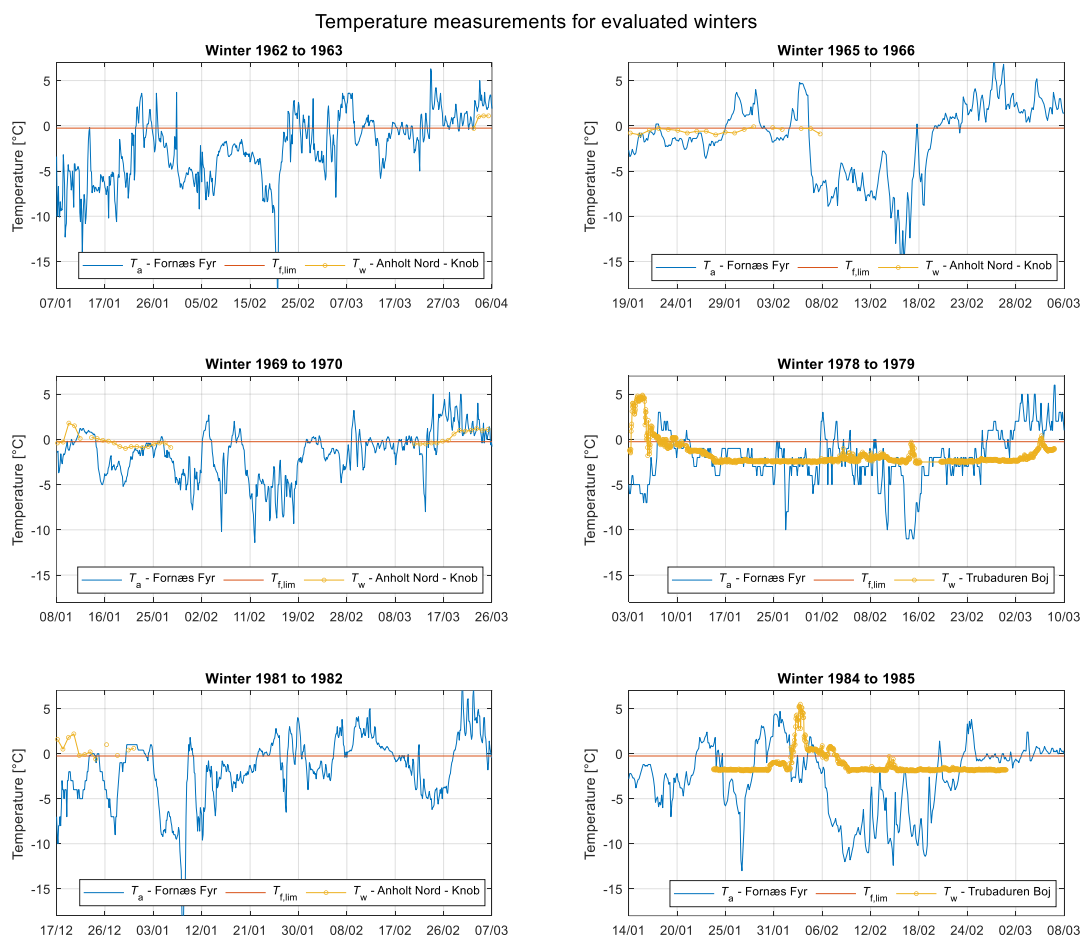 Temperature measurements for evaluated winters
Winter 1962 to 1963
Temperature [°C]
5
0
-5
-10
-15
T_a - Fornæs Fyr T_f,lim T_w - Anholt Nord - Knob
07/01 17/01 26/01 05/02 15/02 25/02 07/03 17/03 27/03 06/04
Winter 1965 to 1966
Temperature [°C]
5
0
-5
-10
-15
T_a - Fornæs Fyr T_f,lim T_w - Anholt Nord - Knob
19/01 24/01 29/01 03/02 08/02 13/02 18/02 23/02 28/02 06/03
Winter 1969 to 1970
Temperature [°C]
5
0
-5
-10
-15
T_a - Fornæs Fyr T_f,lim T_w - Anholt Nord - Knob
08/01 16/01 25/01 02/02 11/02 19/02 28/02 08/03 17/03 26/03
Winter 1978 to 1979
Temperature [°C]
5
0
-5
-10
-15
T_a - Fornæs Fyr T_f,lim T_w - Trubaduren Boj
03/01 10/01 17/01 25/01 01/02 08/02 16/02 23/02 02/03 10/03
Winter 1981 to 1982
Temperature [°C]
5
0
-5
-10
-15
T_a - Fornæs Fyr T_f,lim T_w - Anholt Nord - Knob
17/12 26/12 03/01 12/01 21/01 30/01 08/02 17/02 26/02 07/03
Winter 1984 to 1985
Temperature [°C]
5
0
-5
-10
-15
T_a - Fornæs Fyr T_f,lim T_w - Trubaduren Boj
14/01 20/01 25/01 31/01 06/02 12/02 18/02 24/02 02/03 08/03